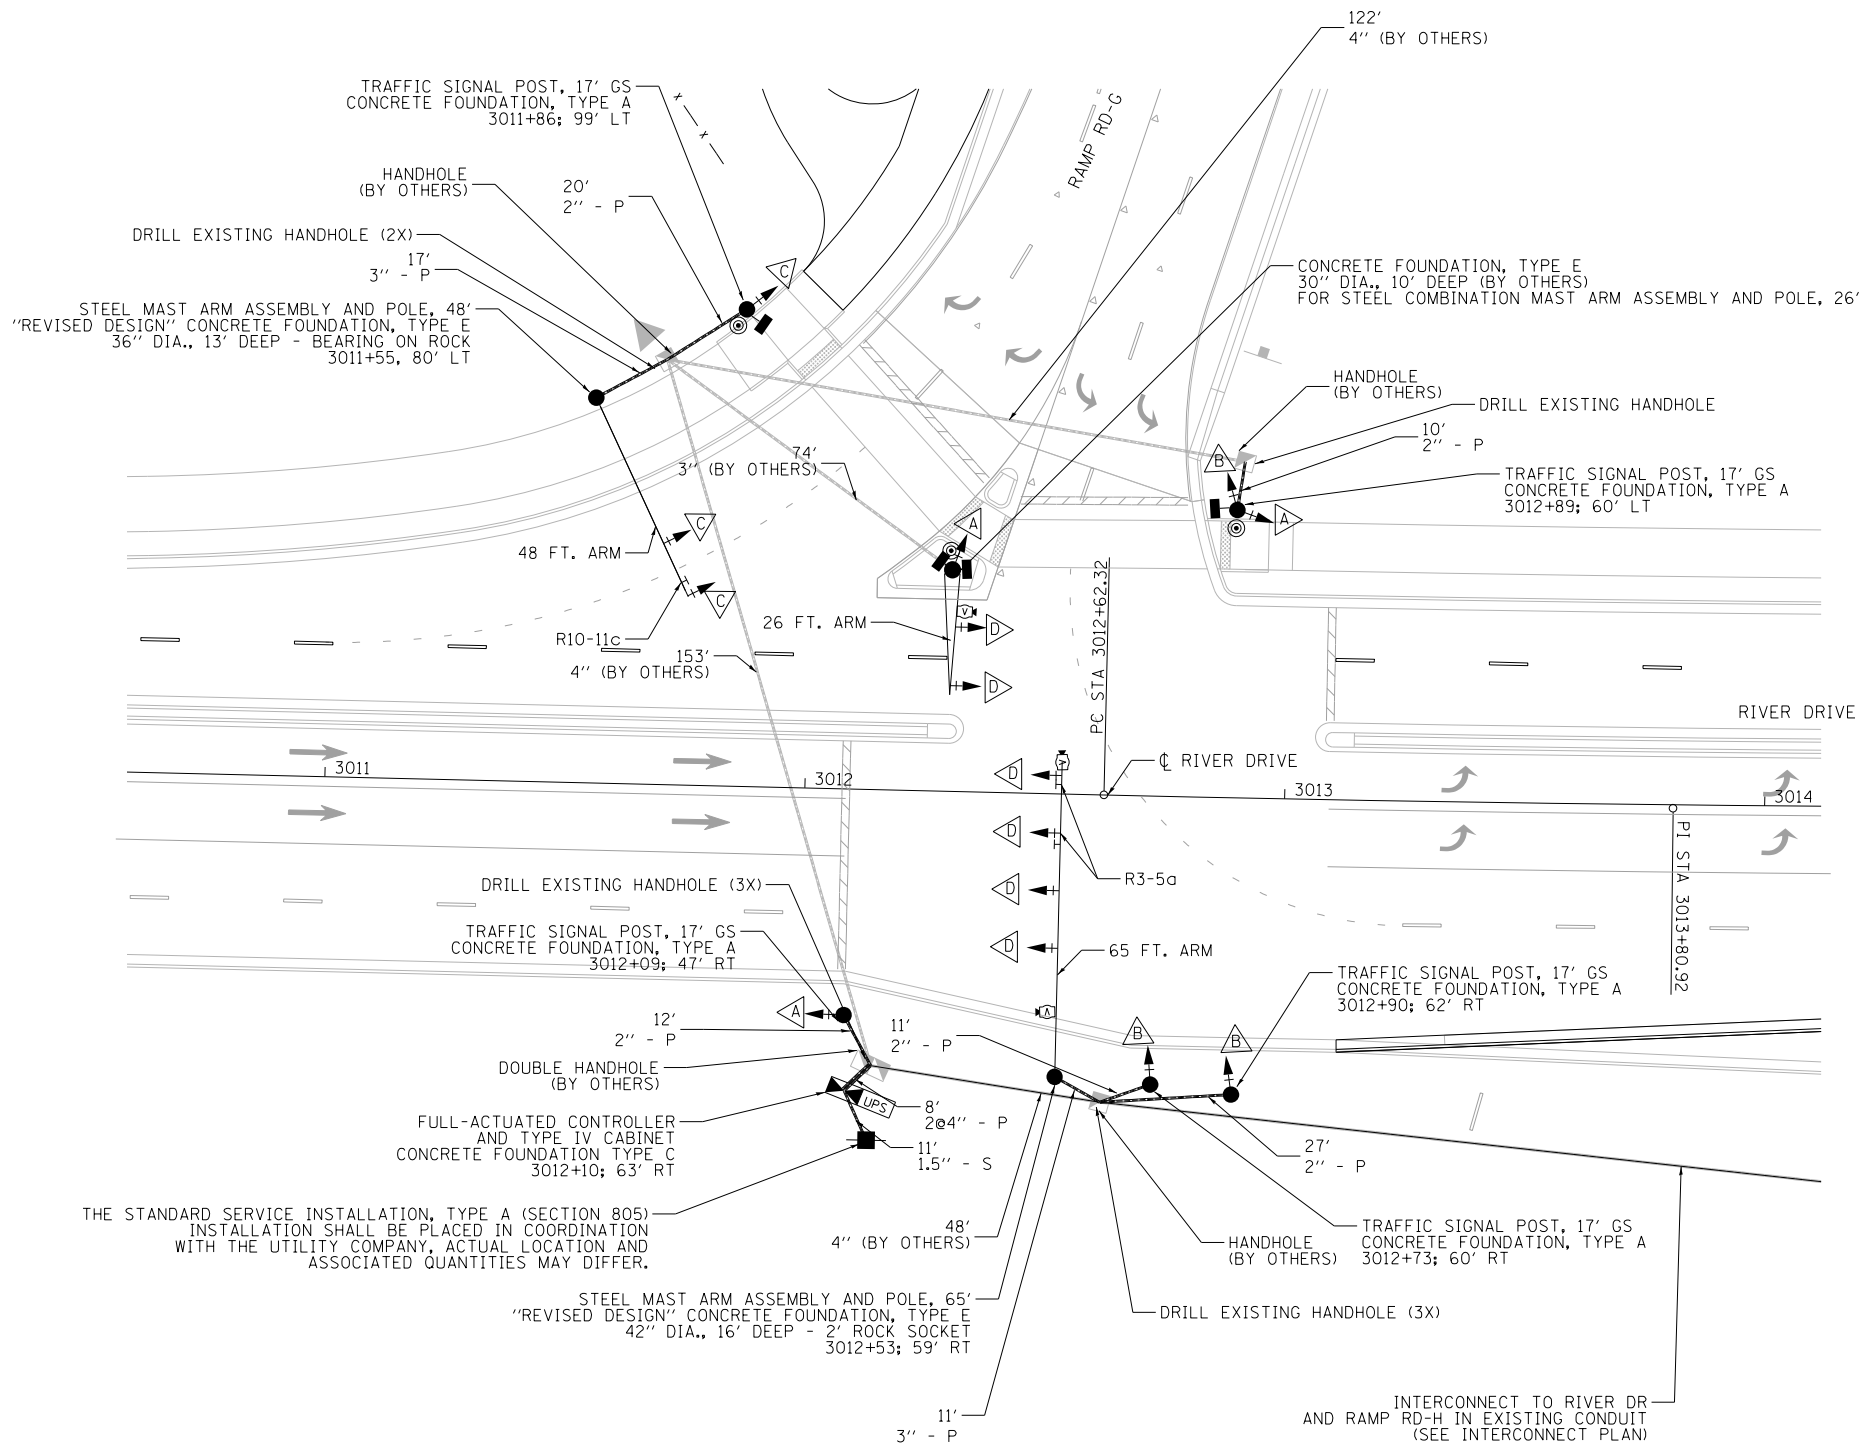 122'
4'' (BY OTHERS)
TRAFFIC SIGNAL POST, 17' GS
CONCRETE FOUNDATION, TYPE A
3011+86; 99' LT
x
x
RAMP RD-G
HANDHOLE
(BY OTHERS)
20'
2'' - P
DRILL EXISTING HANDHOLE (2X)
17'
3'' - P
C
CONCRETE FOUNDATION, TYPE E
30'' DIA., 10' DEEP (BY OTHERS)
FOR STEEL COMBINATION MAST ARM ASSEMBLY AND POLE, 26'
STEEL MAST ARM ASSEMBLY AND POLE, 48'
"REVISED DESIGN" CONCRETE FOUNDATION, TYPE E
36'' DIA., 13' DEEP - BEARING ON ROCK
3011+55, 80' LT
HANDHOLE
(BY OTHERS)
DRILL EXISTING HANDHOLE
10'
2'' - P
74'
3'' (BY OTHERS)
B
TRAFFIC SIGNAL POST, 17' GS
CONCRETE FOUNDATION, TYPE A
3012+89; 60' LT
C
A
A
48 FT. ARM
C
PC STA 3012+62.32
V
26 FT. ARM
D
R10-11c
153'
4'' (BY OTHERS)
D
RIVER DRIVE
V
℄ RIVER DRIVE
3011
3012
D
3013
3014
D
PI STA 3013+80.92
R3-5a
D
DRILL EXISTING HANDHOLE (3X)
TRAFFIC SIGNAL POST, 17' GS
CONCRETE FOUNDATION, TYPE A
3012+09; 47' RT
D
65 FT. ARM
TRAFFIC SIGNAL POST, 17' GS
CONCRETE FOUNDATION, TYPE A
3012+90; 62' RT
A
V
12'
2'' - P
11'
2'' - P
B
B
DOUBLE HANDHOLE
(BY OTHERS)
UPS
8'
2@4'' - P
FULL-ACTUATED CONTROLLER
AND TYPE IV CABINET
CONCRETE FOUNDATION TYPE C
3012+10; 63' RT
11'
1.5'' - S
27'
2'' - P
THE STANDARD SERVICE INSTALLATION, TYPE A (SECTION 805)
INSTALLATION SHALL BE PLACED IN COORDINATION
WITH THE UTILITY COMPANY, ACTUAL LOCATION AND
ASSOCIATED QUANTITIES MAY DIFFER.
48'
4'' (BY OTHERS)
HANDHOLE
(BY OTHERS)
TRAFFIC SIGNAL POST, 17' GS
CONCRETE FOUNDATION, TYPE A
3012+73; 60' RT
STEEL MAST ARM ASSEMBLY AND POLE, 65'
"REVISED DESIGN" CONCRETE FOUNDATION, TYPE E
42'' DIA., 16' DEEP - 2' ROCK SOCKET
3012+53; 59' RT
DRILL EXISTING HANDHOLE (3X)
11'
3'' - P
INTERCONNECT TO RIVER DR
AND RAMP RD-H IN EXISTING CONDUIT
(SEE INTERCONNECT PLAN)